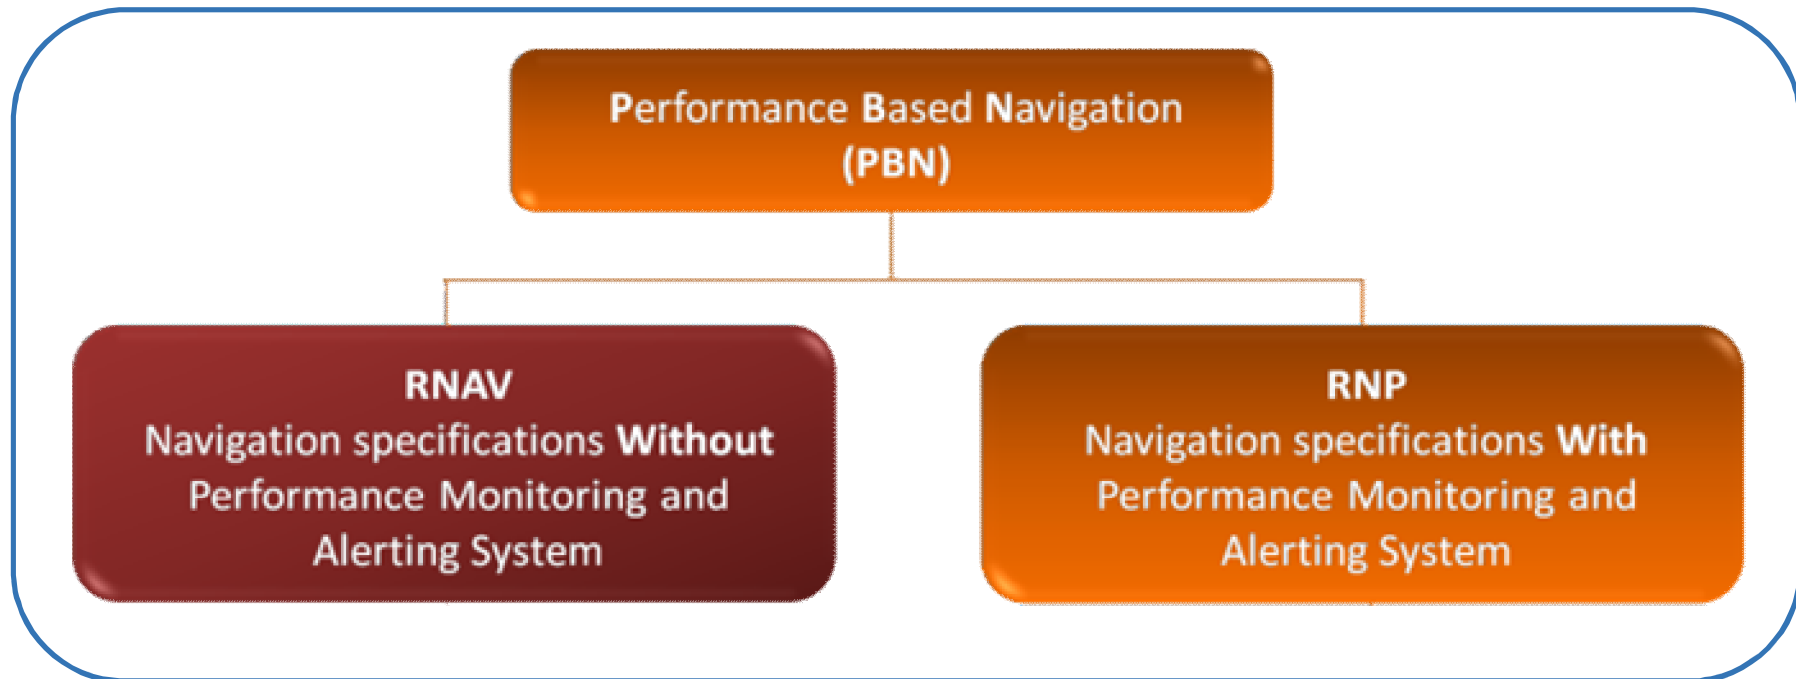 Performance Based Navigation
(PBN)
RNAV
Navigation specifications Without
Performance Monitoring and
Alerting System
RNP
Navigation specifications With
Performance Monitoring and
Alerting System